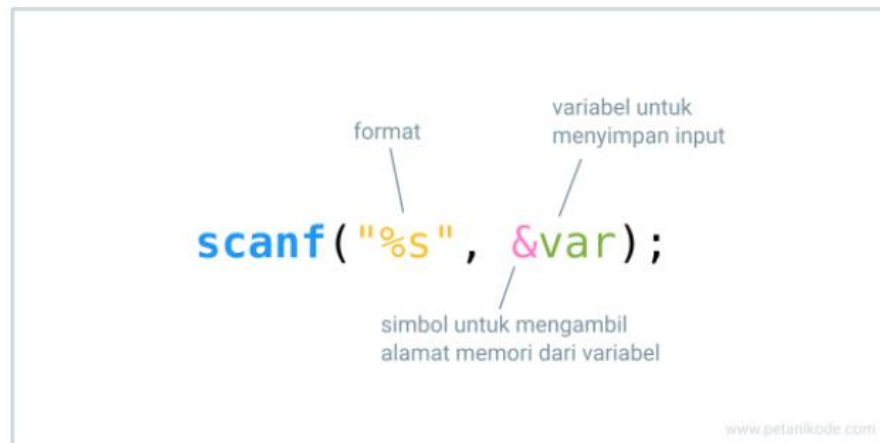 format
variabel untuk
menyimpan input
scanf("%s", &var);
simbol untuk mengambil
alamat memori dari variabel
www.petanikode.com